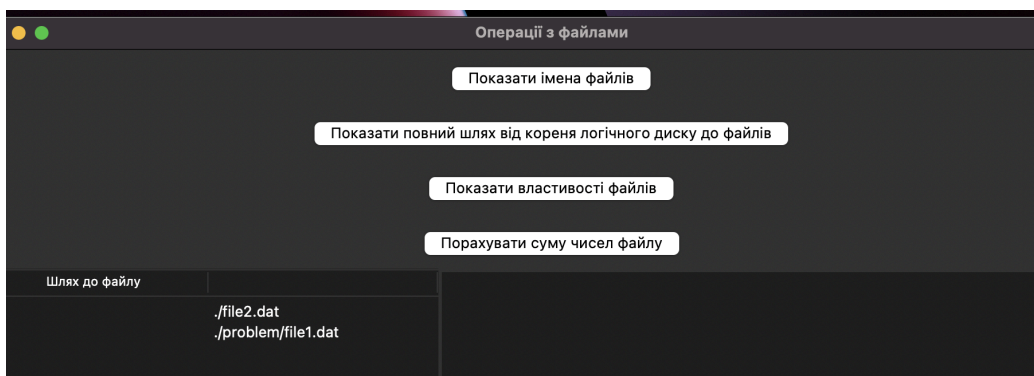 Операції з файлами
Показати імена файлів
Показати повний шлях від кореня логічного диску до файлів
Показати властивості файлів
Порахувати суму чисел файлу
Шлях до файлу
./file2.dat
./problem/file1.dat